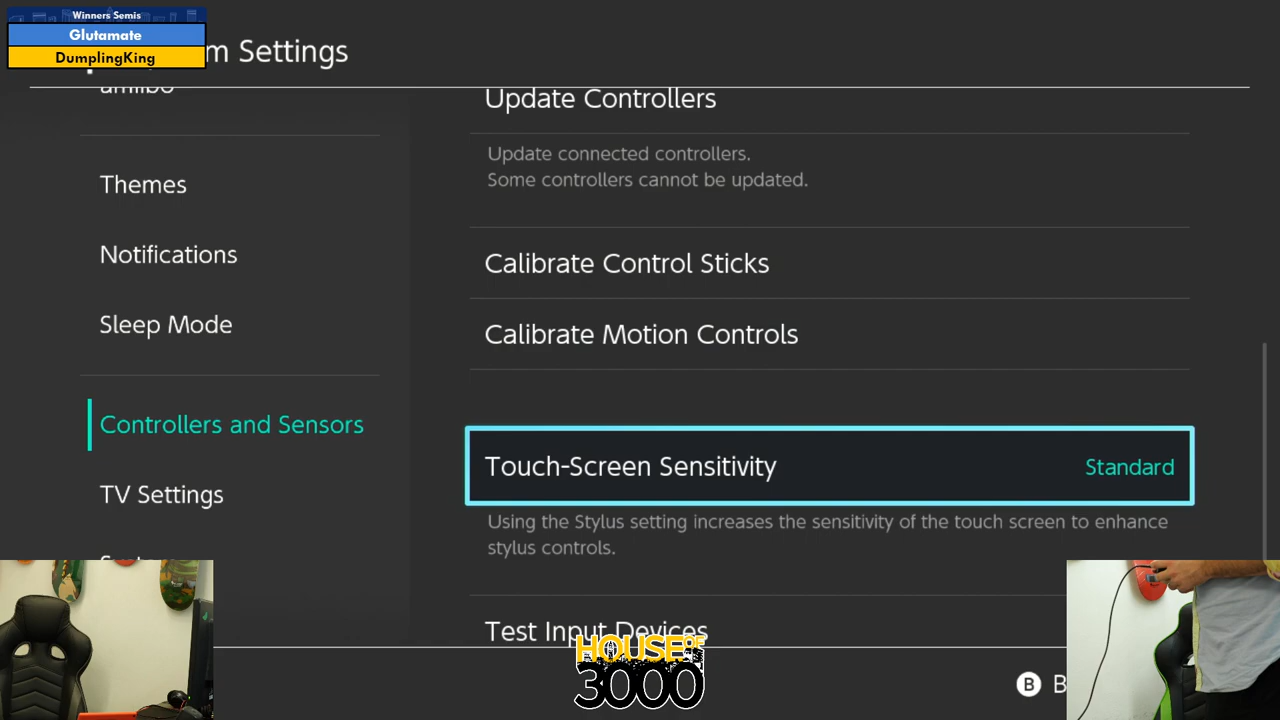 Winners Semis
Glutamate
DumplingKing
m Settings
amiibo
Themes
Notifications
Sleep Mode
Controllers and Sensors
TV Settings
System
Update Controllers
Update connected controllers.
Some controllers cannot be updated.
Calibrate Control Sticks
Calibrate Motion Controls
Touch-Screen Sensitivity
Standard
Using the Stylus setting increases the sensitivity of the touch screen to enhance
stylus controls.
Test Input Devices
HOUSE OF
3000
B B